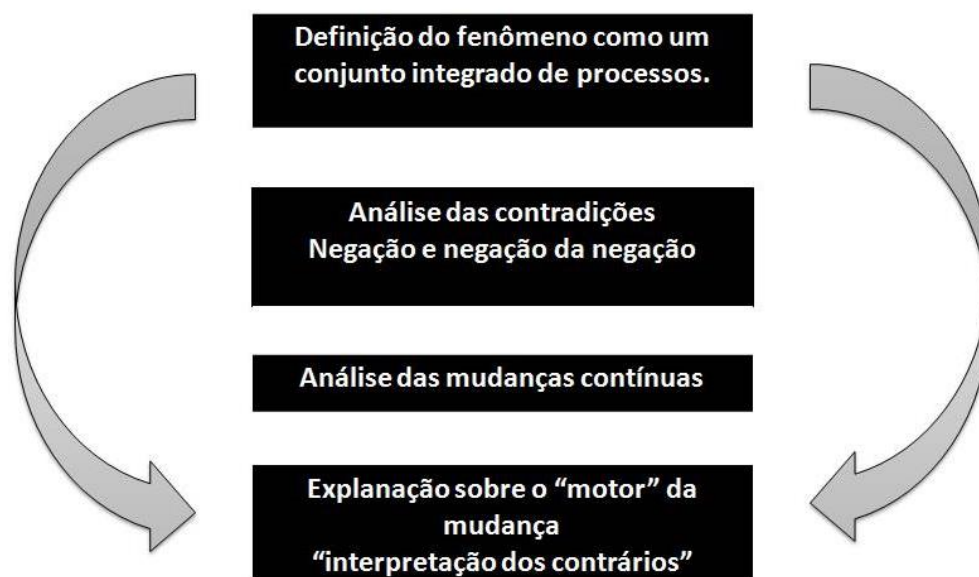 Definição do fenômeno como um
conjunto integrado de processos.
Análise das contradições
Negação e negação da negação
Análise das mudanças contínuas
Explanação sobre o “motor” da
mudança
“interpretação dos contrários”